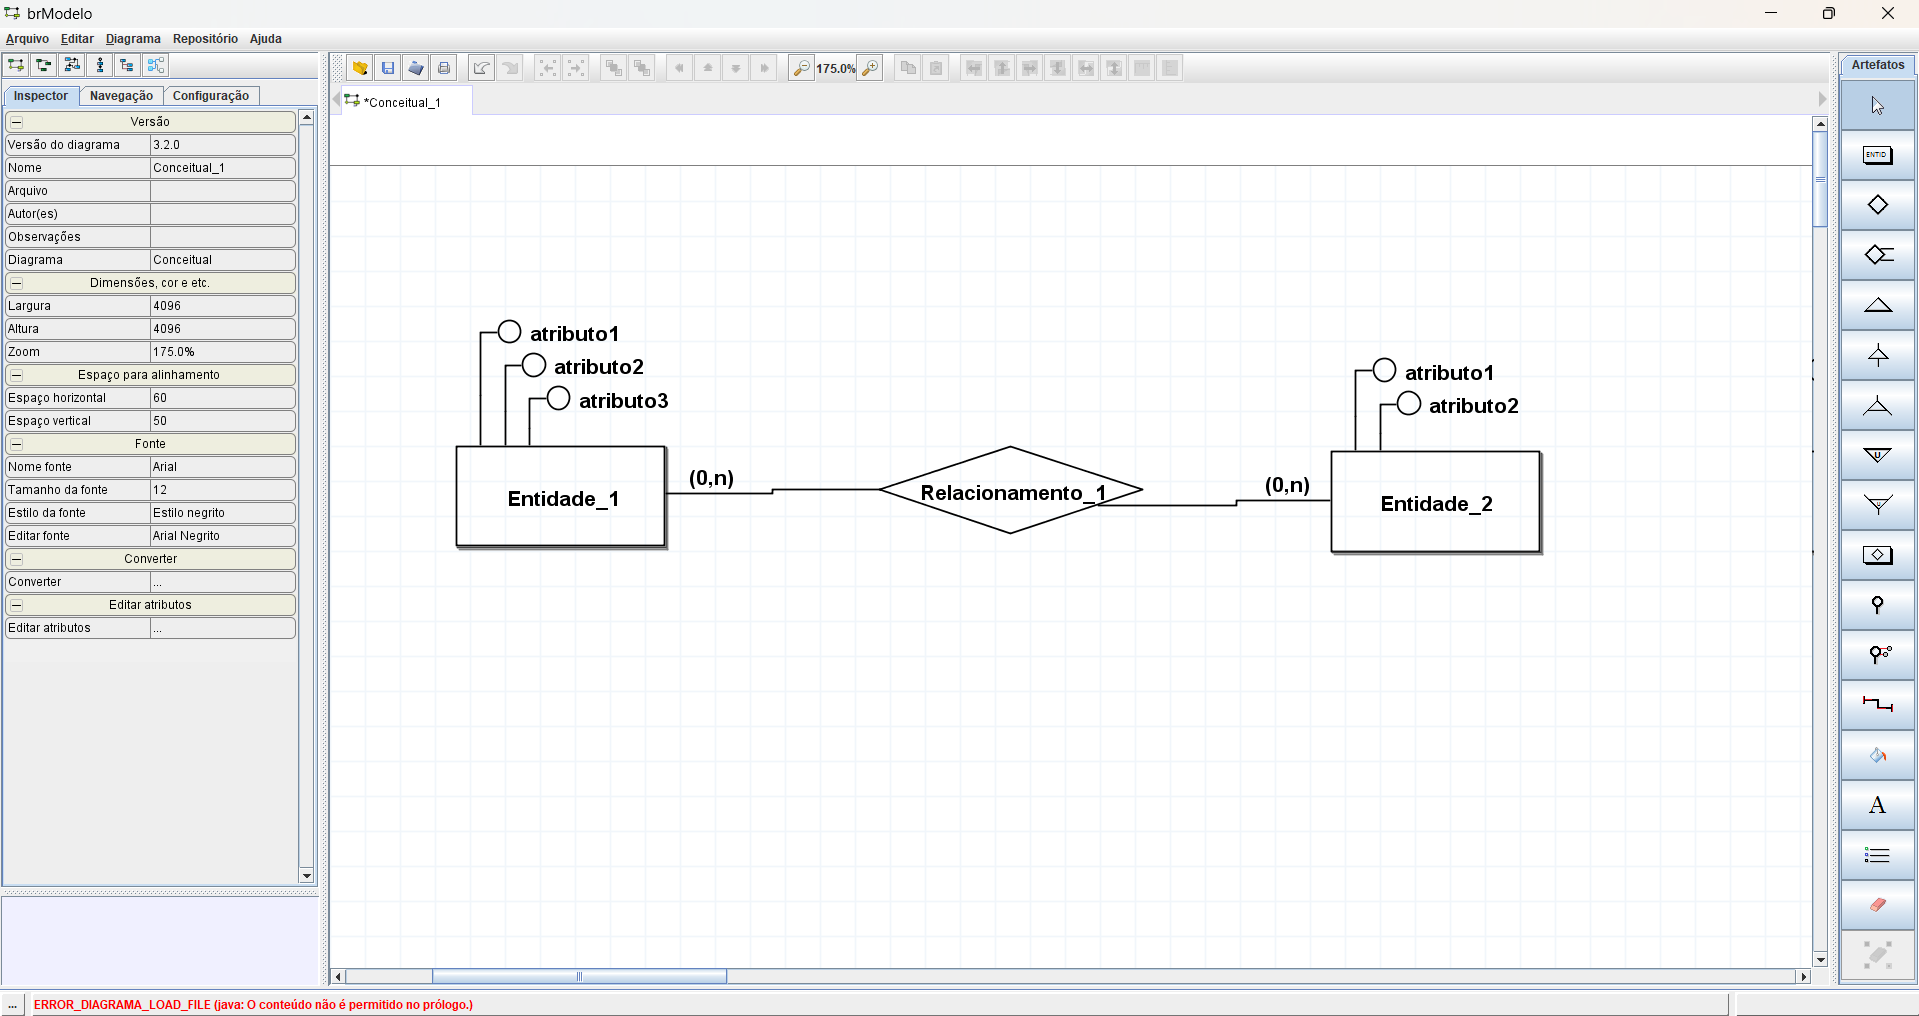 brModelo
Arquivo Editar Diagrama Repositório Ajuda
175.0%
Artefatos
Inspector Navegação Configuração
*Conceitual_1
Versão
Versão do diagrama 3.2.0
Nome Conceitual_1
Arquivo
Autor(es)
Observações
Diagrama Conceitual
Dimensões, cor e etc.
Largura 4096
Altura 4096
Zoom 175.0%
Espaço para alinhamento
Espaço horizontal 60
Espaço vertical 50
Fonte
Nome fonte Arial
Tamanho da fonte 12
Estilo da fonte Estilo negrito
Editar fonte Arial Negrito
Converter
Converter ...
Editar atributos
Editar atributos ...
atributo1
atributo2
atributo3
Entidade_1
(0,n)
Relacionamento_1
(0,n)
atributo1
atributo2
Entidade_2
ENTID
U
U
A
... ERROR_DIAGRAMA_LOAD_FILE (java: O conteúdo não é permitido no prólogo.)